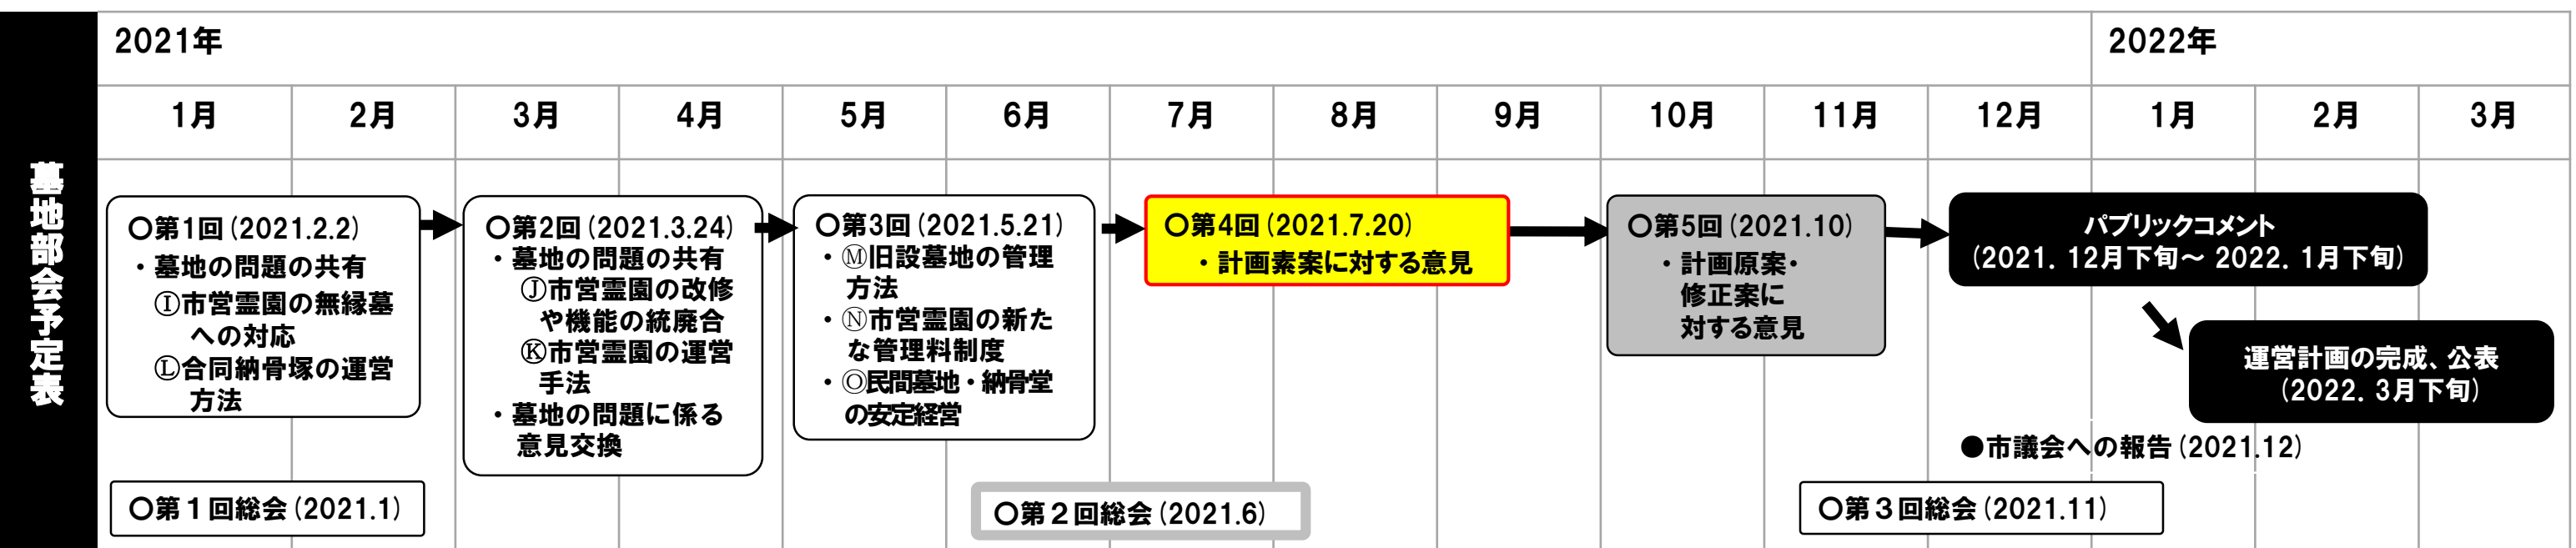 墓地部会予定表
2021年
2022年
1月
2月
3月
4月
5月
6月
7月
8月
9月
10月
11月
12月
1月
2月
3月
〇第1回(2021.2.2)
・墓地の問題の共有
Ⓘ市営霊園の無縁墓
への対応
Ⓛ合同納骨塚の運営
方法
〇第2回(2021.3.24)
・墓地の問題の共有
Ⓙ市営霊園の改修
や機能の統廃合
Ⓚ市営霊園の運営
手法
・墓地の問題に係る
意見交換
〇第3回(2021.5.21)
・Ⓜ旧設墓地の管理
方法
・Ⓝ市営霊園の新た
な管理料制度
・Ⓞ民間墓地・納骨堂
の安定経営
〇第4回(2021.7.20)
・計画素案に対する意見
〇第5回(2021.10)
・計画原案・
修正案に
対する意見
パブリックコメント
(2021. 12月下旬～ 2022. 1月下旬)
運営計画の完成、公表
(2022. 3月下旬)
●市議会への報告(2021.12)
〇第１回総会(2021.1)
〇第２回総会(2021.6)
〇第３回総会(2021.11)